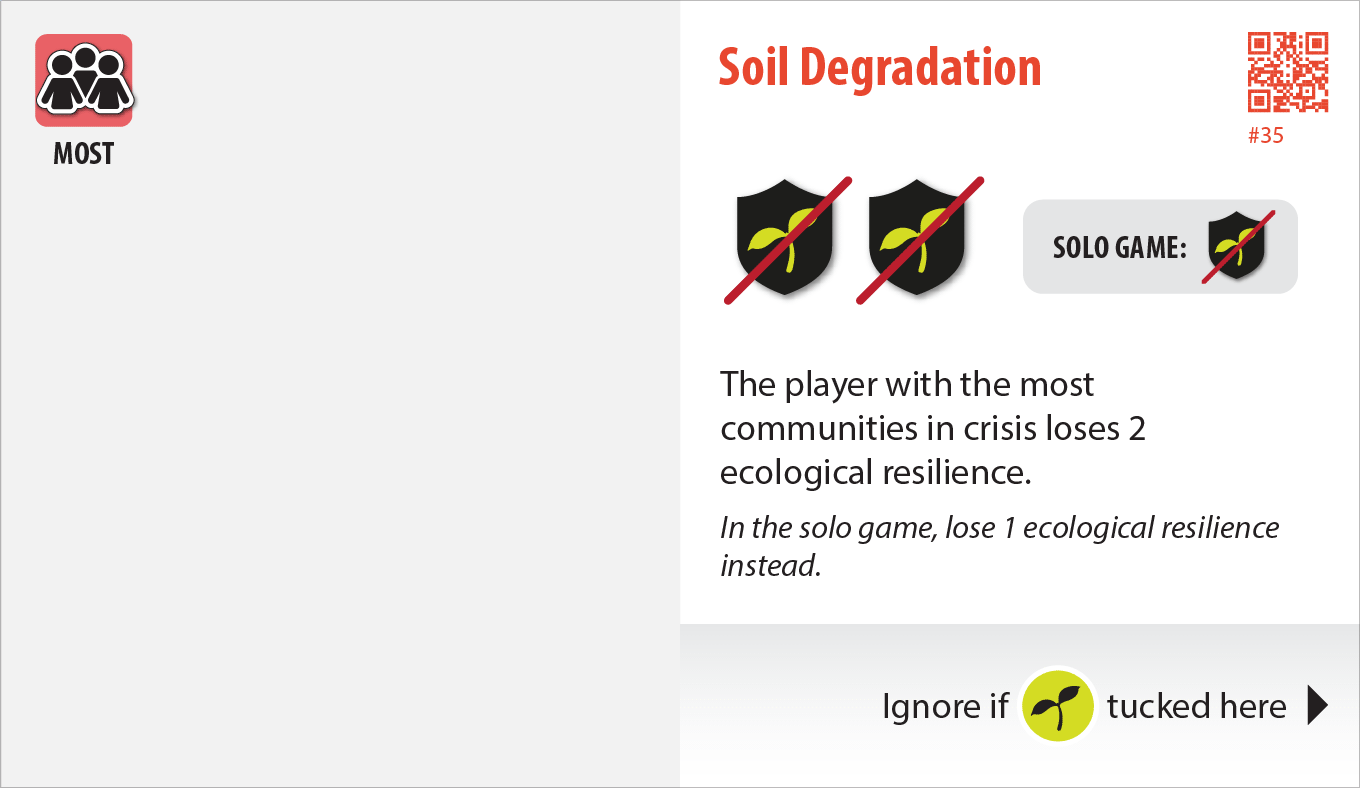 MOST
Soil Degradation
#35
SOLO GAME:
The player with the most
communities in crisis loses 2
ecological resilience.
In the solo game, lose 1 ecological resilience
instead.
Ignore if tucked here